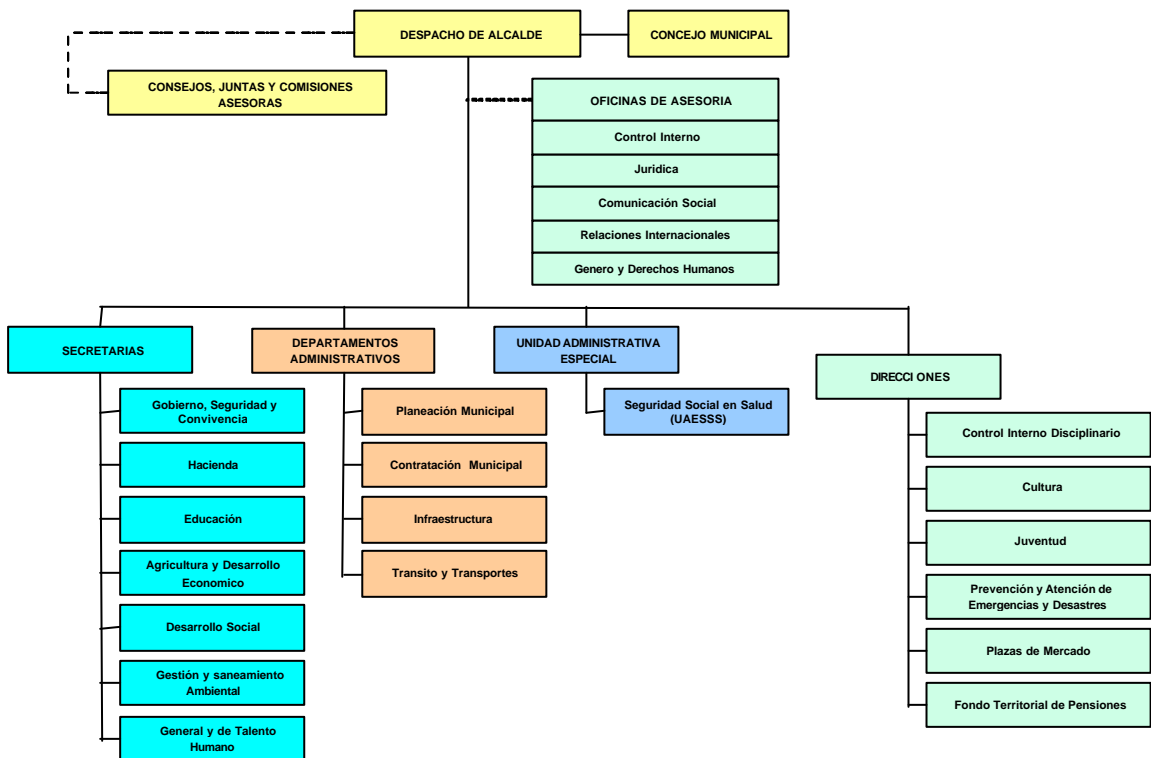 DESPACHO DE ALCALDE
CONCEJO MUNICIPAL
CONSEJOS, JUNTAS Y COMISIONES
ASESORAS
OFICINAS DE ASESORIA
Control Interno
Juridica
Comunicación Social
Relaciones Internacionales
Genero y Derechos Humanos
SECRETARIAS
Gobierno, Seguridad y
Convivencia
Hacienda
Educación
Agricultura y Desarrollo
Economico
Desarrollo Social
Gestión y saneamiento
Ambiental
General y de Talento
Humano
DEPARTAMENTOS
ADMINISTRATIVOS
Planeación Municipal
Contratación Municipal
Infraestructura
Transito y Transportes
UNIDAD ADMINISTRATIVA
ESPECIAL
Seguridad Social en Salud
(UAESSS)
DIRECCI ONES
Control Interno Disciplinario
Cultura
Juventud
Prevención y Atención de
Emergencias y Desastres
Plazas de Mercado
Fondo Territorial de Pensiones